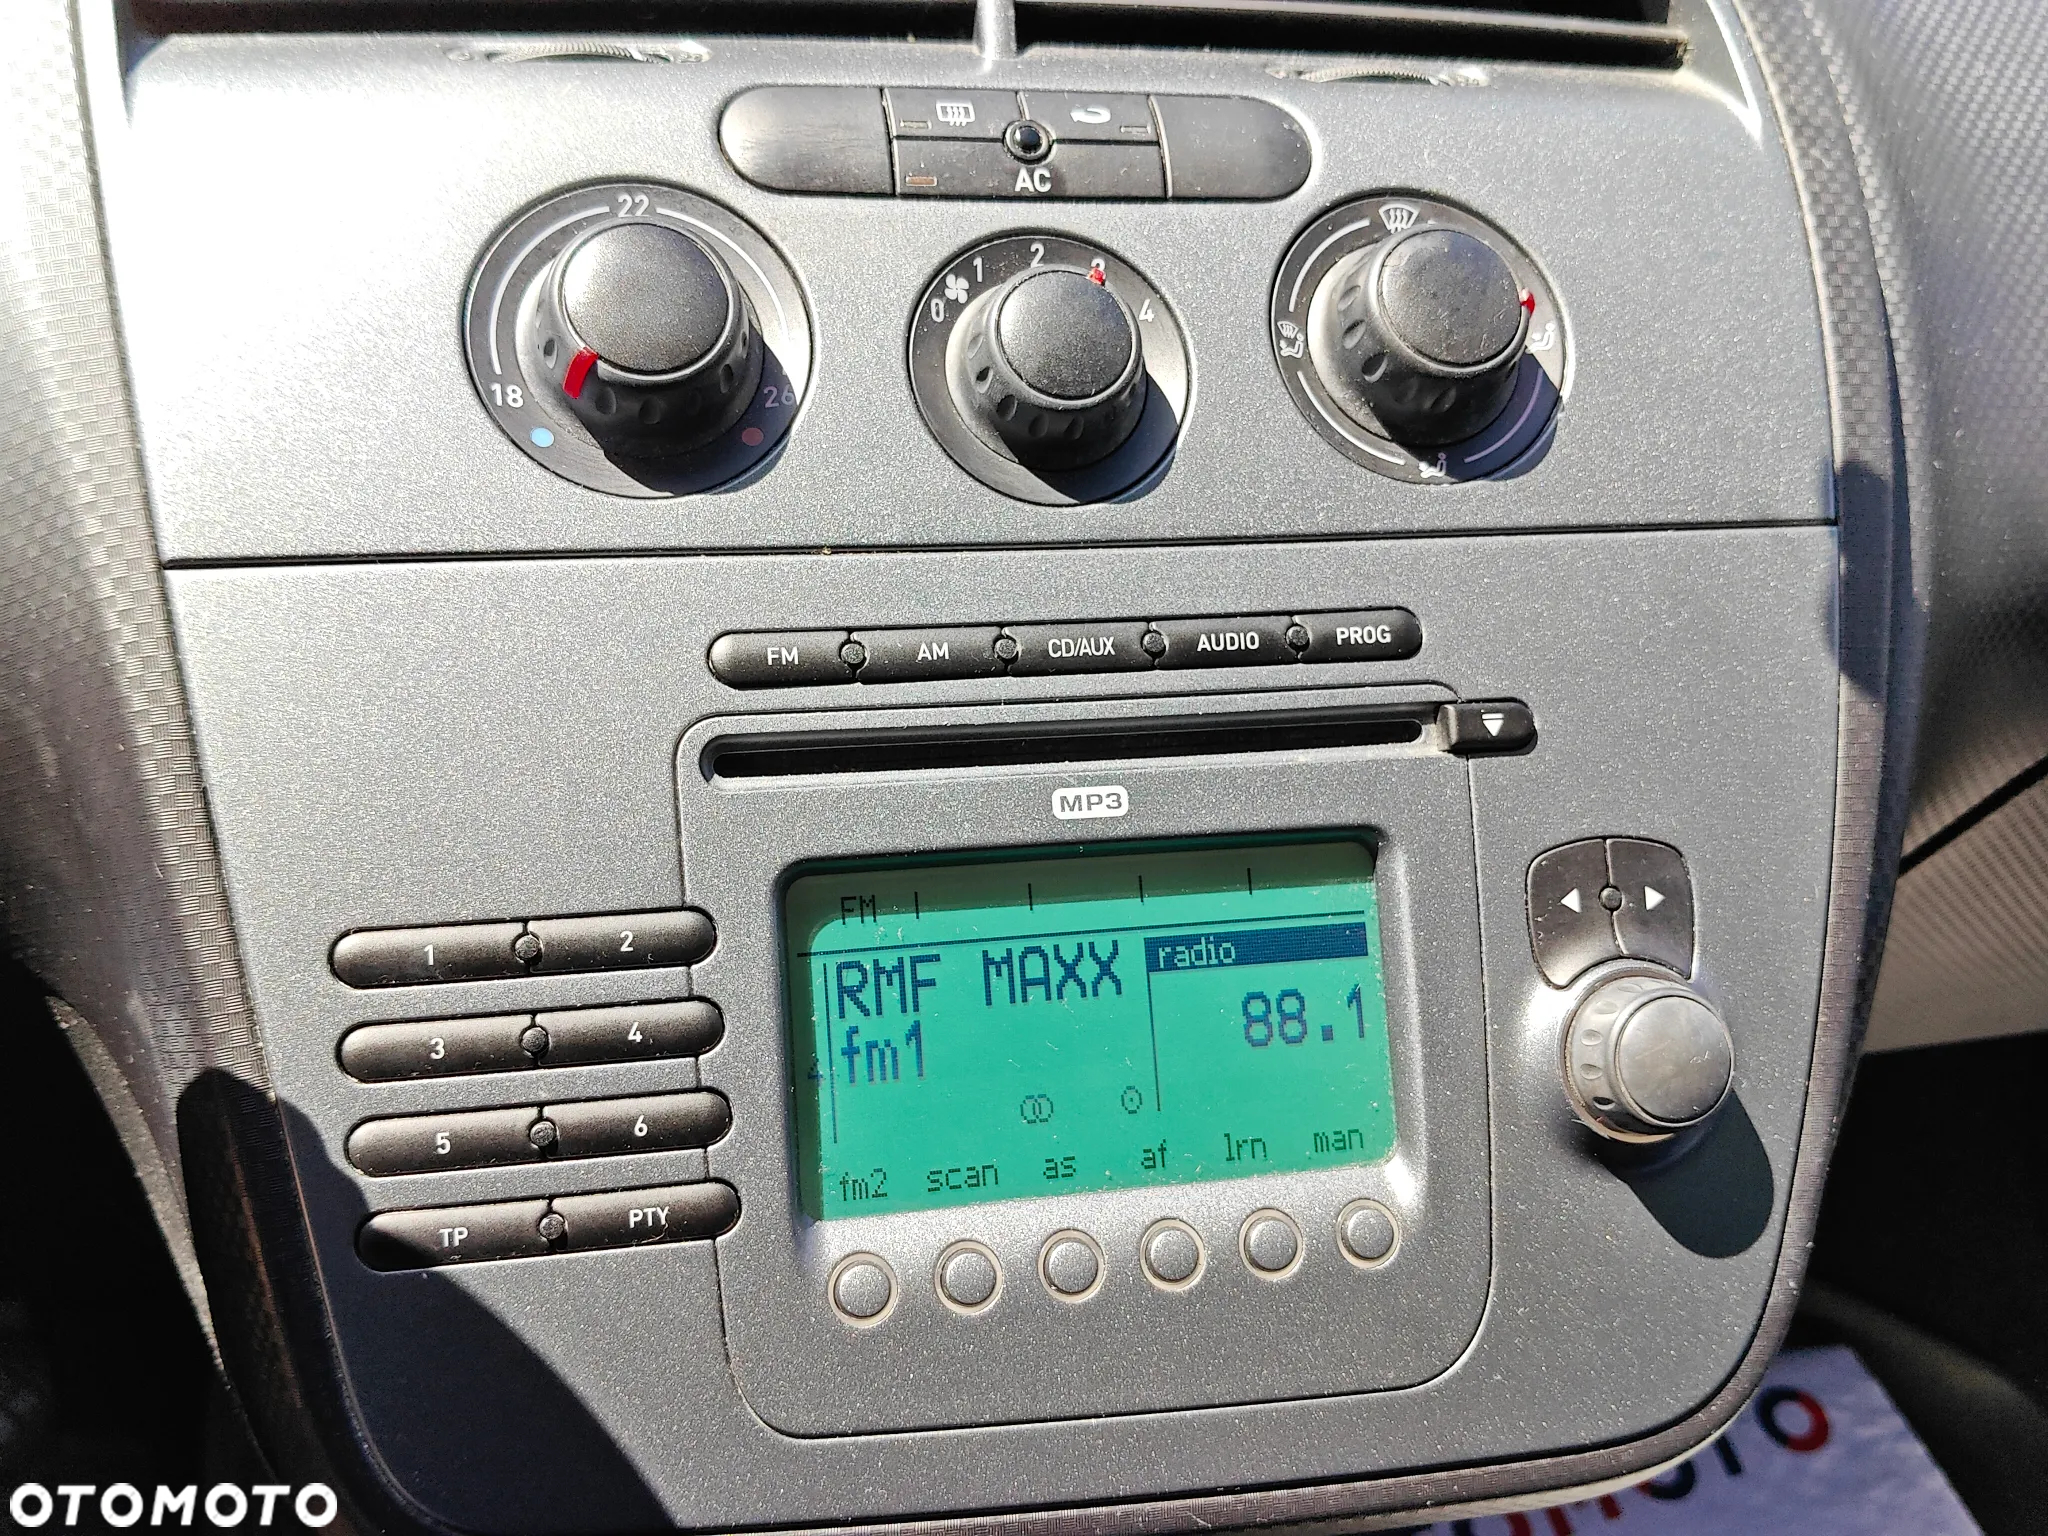 AC
22
18
26
0 1 2 3 4
FM AM CD/AUX AUDIO PROG
MP3
FM
RMF MAXX
radio
fm1
88.1
4
fm2 scan as af lrn man
1 2
3 4
5 6
TP PTY
OTOMOTO